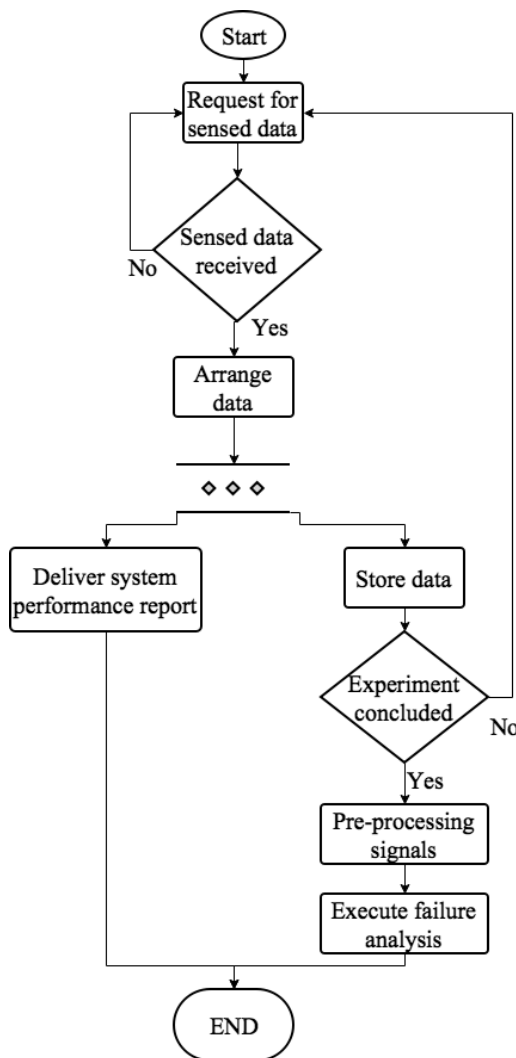 Start
Request for
sensed data
Sensed data
received
No
Yes
Arrange
data
Deliver system
performance report
Store data
Experiment
concluded
No
Yes
Pre-processing
signals
Execute failure
analysis
END